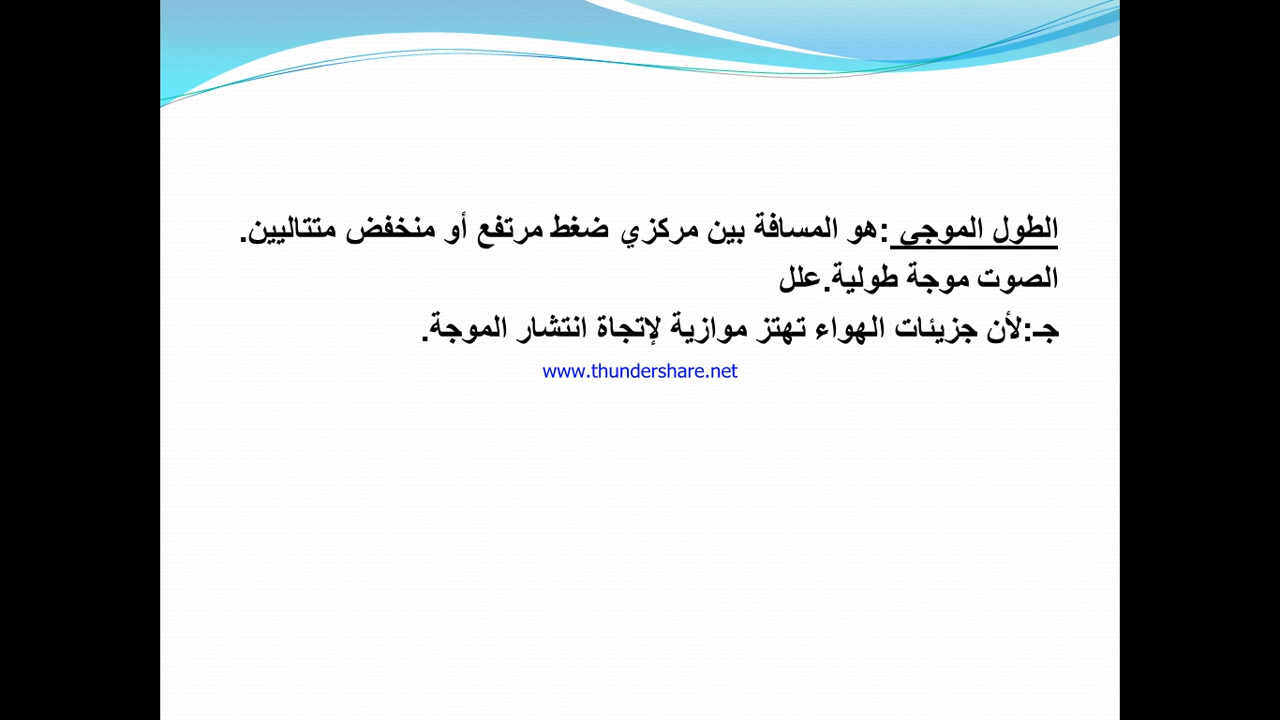 الطول الموجي :هو المسافة بين مركزي ضغط مرتفع أو منخفض متتاليين.
الصوت موجة طولية.علل
جـ:لأن جزيئات الهواء تهتز موازية لإتجاة انتشار الموجة.
www.thundershare.net